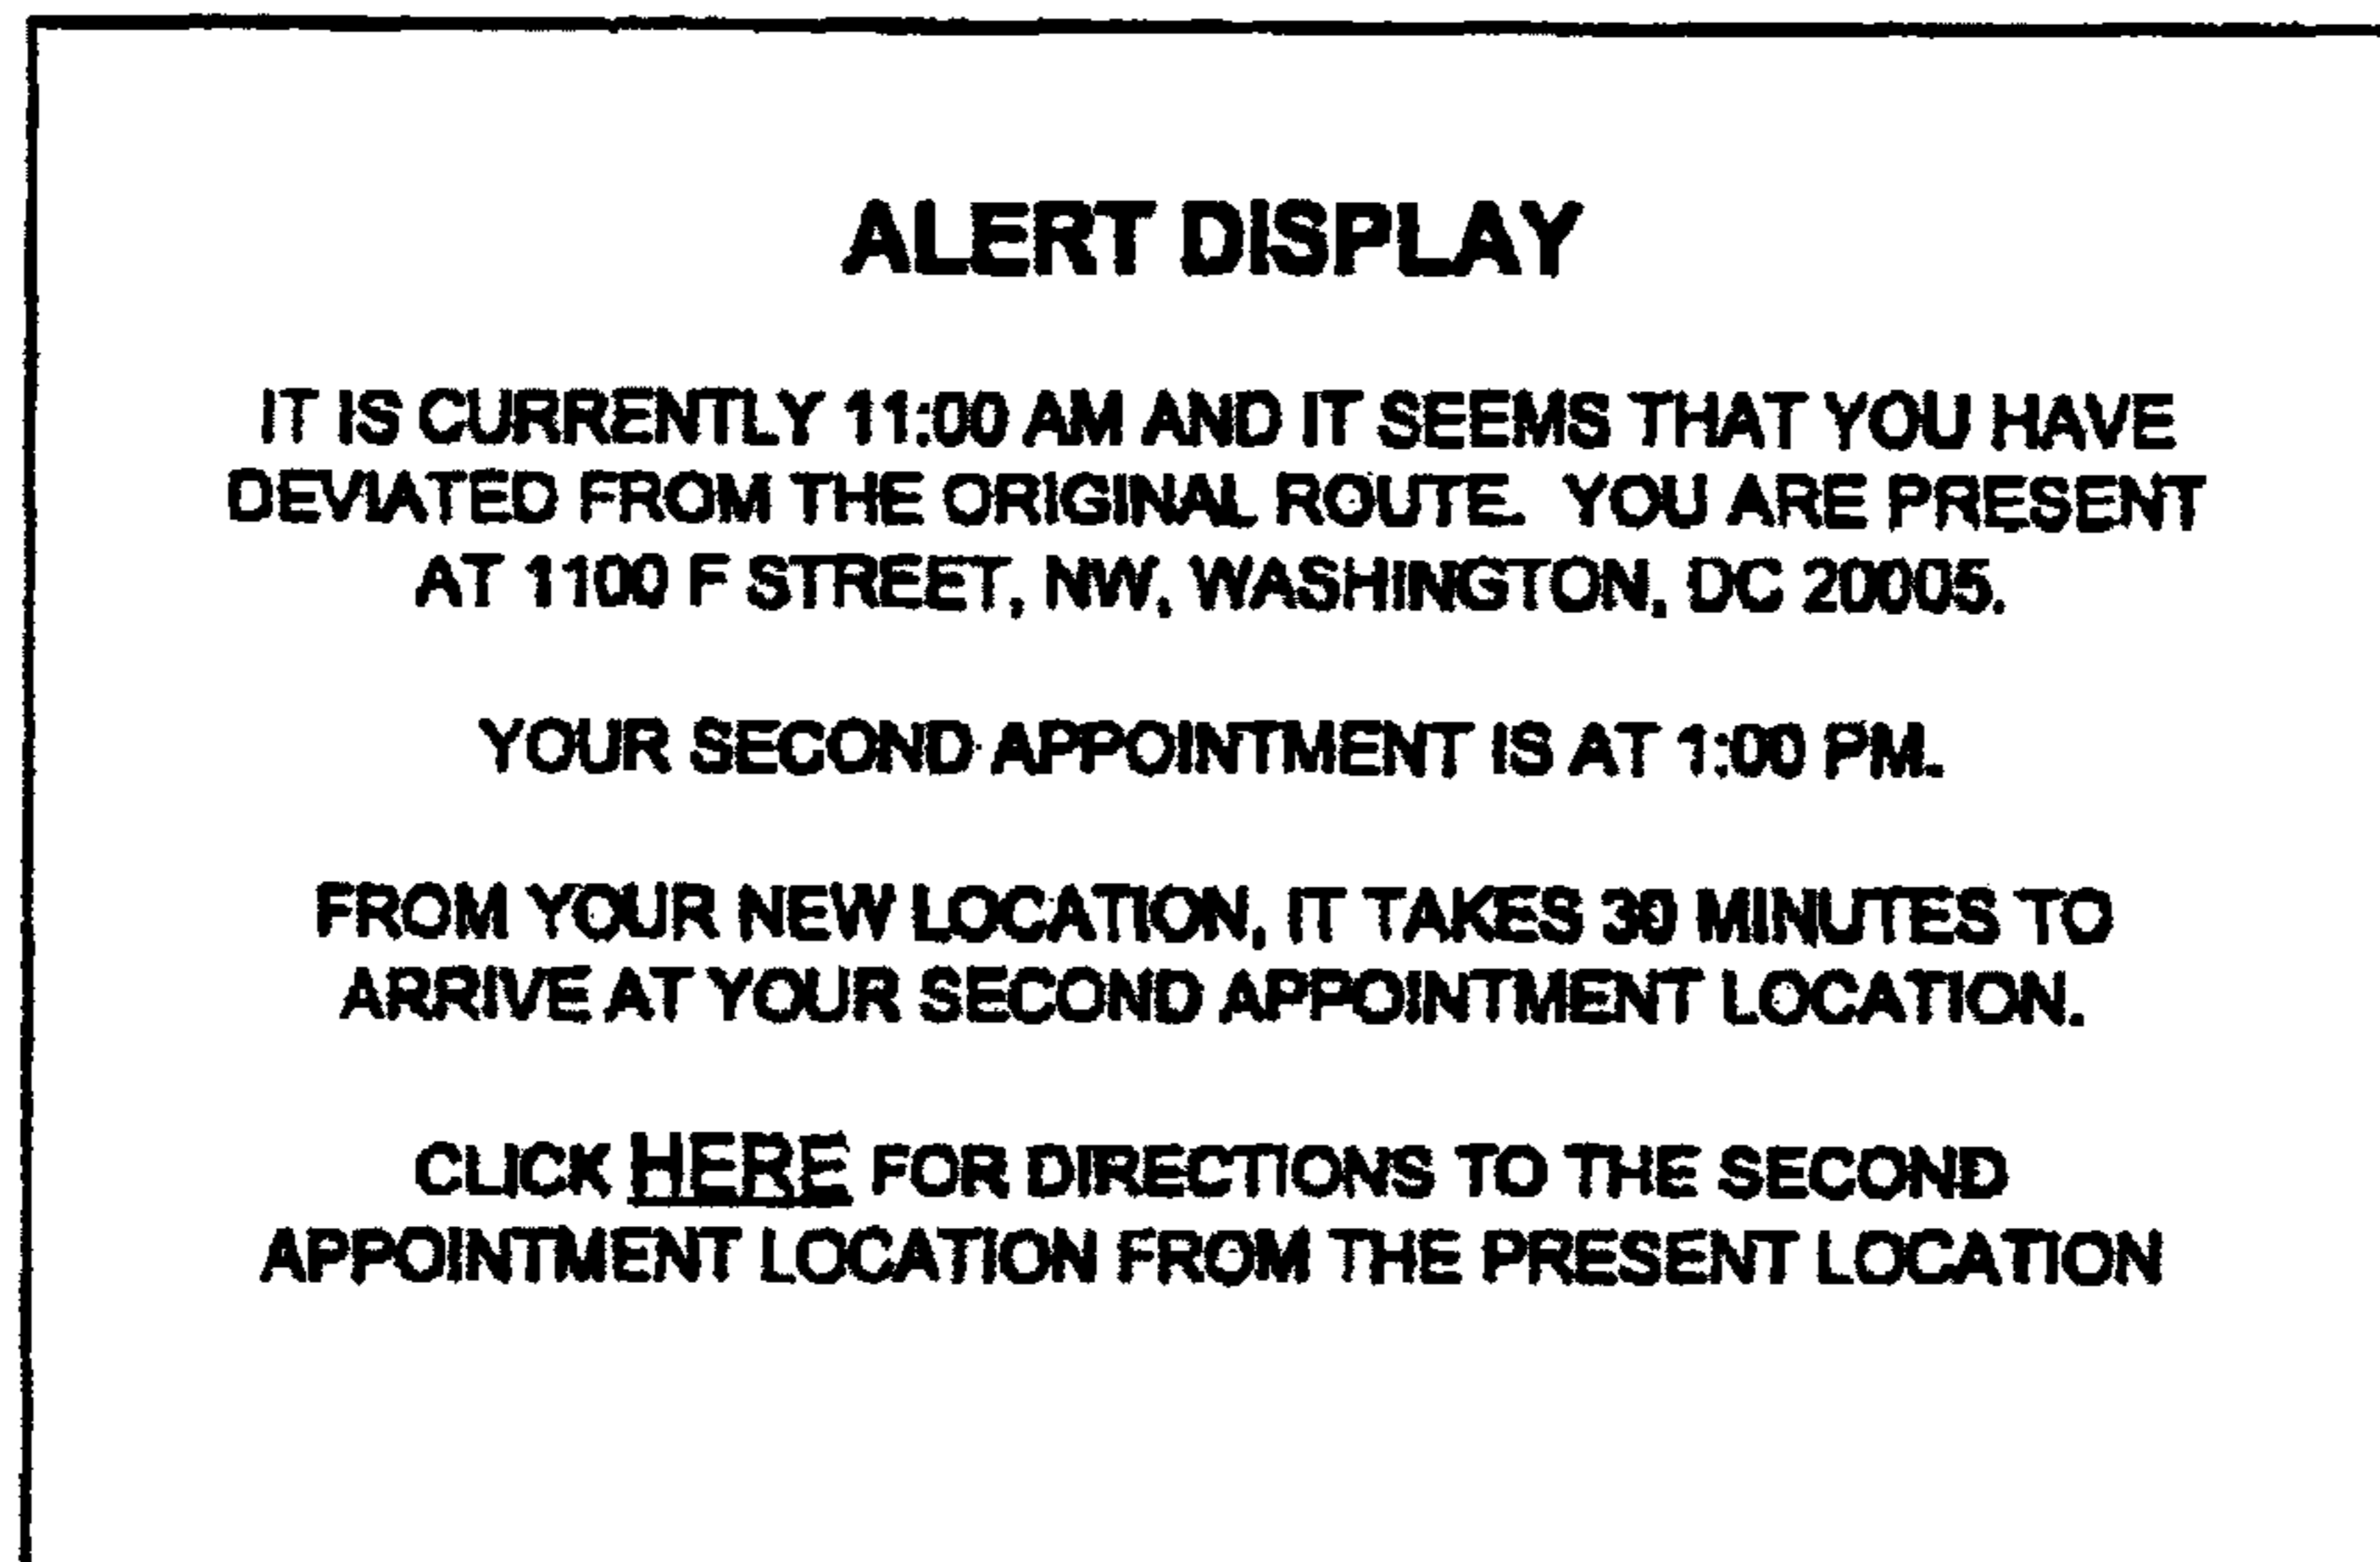 ALERT DISPLAY
IT IS CURRENTLY 11:00 AM AND IT SEEMS THAT YOU HAVE
DEVIATED FROM THE ORIGINAL ROUTE. YOU ARE PRESENT
AT 1100 F STREET, NW, WASHINGTON, DC 20005.
YOUR SECOND APPOINTMENT IS AT 1:00 PM.
FROM YOUR NEW LOCATION, IT TAKES 30 MINUTES TO
ARRIVE AT YOUR SECOND APPOINTMENT LOCATION.
CLICK HERE FOR DIRECTIONS TO THE SECOND
APPOINTMENT LOCATION FROM THE PRESENT LOCATION